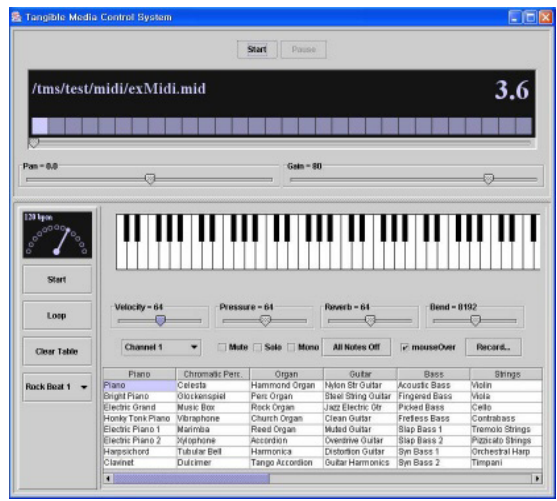 Tangible Media Control System
Start Pause
/tms/test/midi/exMidi.mid 3.6
Pan = 0.0 Gain = 80
120 bpm
Start
Loop
Clear Table
Rock Beat 1
Velocity = 64 Pressure = 64 Reverb = 64 Bend = 8192
Channel 1 Mute Solo Mono All Notes Off mouseOver Record...
Piano Chromatic Perc. Organ Guitar Bass Strings
Piano Celesta Hammond Organ Nylon Str Guitar Acoustic Bass Violin
Bright Piano Glockenspiel Perc Organ Steel String Guitar Fingered Bass Viola
Electric Grand Music Box Rock Organ Jazz Electric Gtr Picked Bass Cello
Honky Tonk Piano Vibraphone Church Organ Clean Guitar Fretless Bass Contrabass
Electric Piano 1 Marimba Reed Organ Muted Guitar Slap Bass 1 Tremolo Strings
Electric Piano 2 Xylophone Accordion Overdrive Guitar Slap Bass 2 Pizzicato Strings
Harpsichord Tubular Bell Harmonica Distortion Guitar Syn Bass 1 Orchestral Harp
Clavinet Dulcimer Tango Accordion Guitar Harmonics Syn Bass 2 Timpani